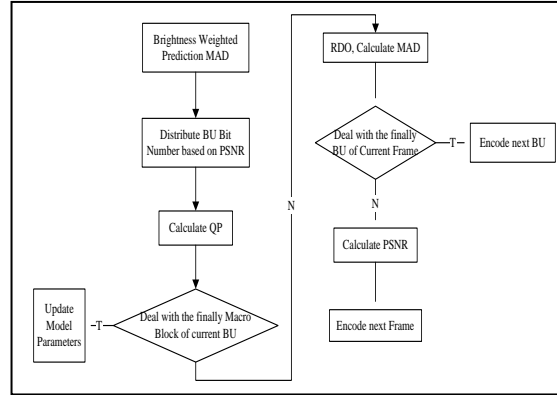 Brightness Weighted
Prediction MAD
Distribute BU Bit
Number based on PSNR
Calculate QP
Deal with the finally Macro
Block of current BU
T
Update
Model
Parameters
N
RDO, Calculate MAD
Deal with the finally
BU of Current Frame
T
Encode next BU
N
Calculate PSNR
Encode next Frame